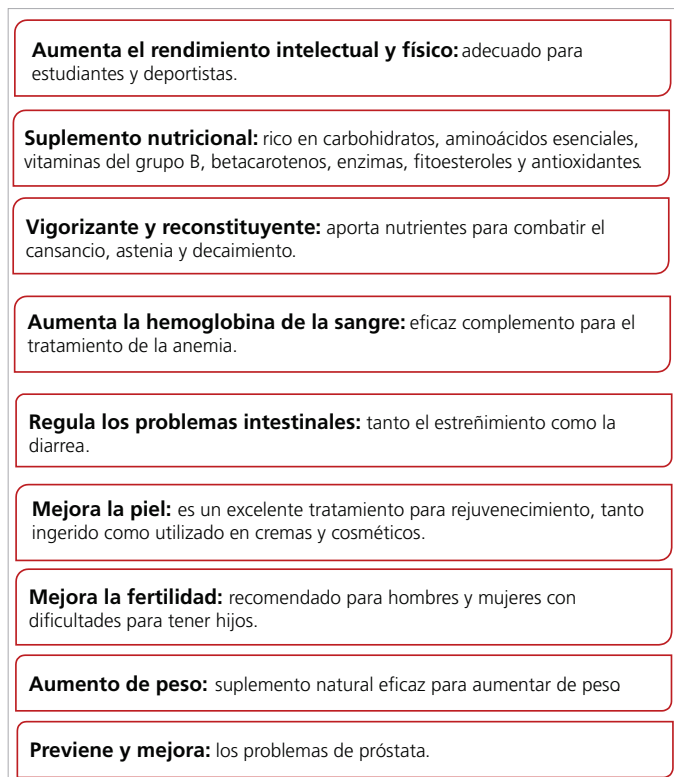 Aumenta el rendimiento intelectual y físico: adecuado para
estudiantes y deportistas.
Suplemento nutricional: rico en carbohidratos, aminoácidos esenciales,
vitaminas del grupo B, betacarotenos, enzimas, fitoesteroles y antioxidantes.
Vigorizante y reconstituyente: aporta nutrientes para combatir el
cansancio, astenia y decaimiento.
Aumenta la hemoglobina de la sangre: eficaz complemento para el
tratamiento de la anemia.
Regula los problemas intestinales: tanto el estreñimiento como la
diarrea.
Mejora la piel: es un excelente tratamiento para rejuvenecimiento, tanto
ingerido como utilizado en cremas y cosméticos.
Mejora la fertilidad: recomendado para hombres y mujeres con
dificultades para tener hijos.
Aumento de peso: suplemento natural eficaz para aumentar de peso.
Previene y mejora: los problemas de próstata.